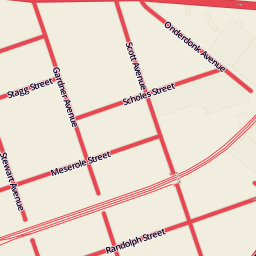 Onderdonk Avenue
Scott Avenue
Stagg Street
Gardner Avenue
Scholes Street
Meserole Street
Stewart Avenue
Randolph Street